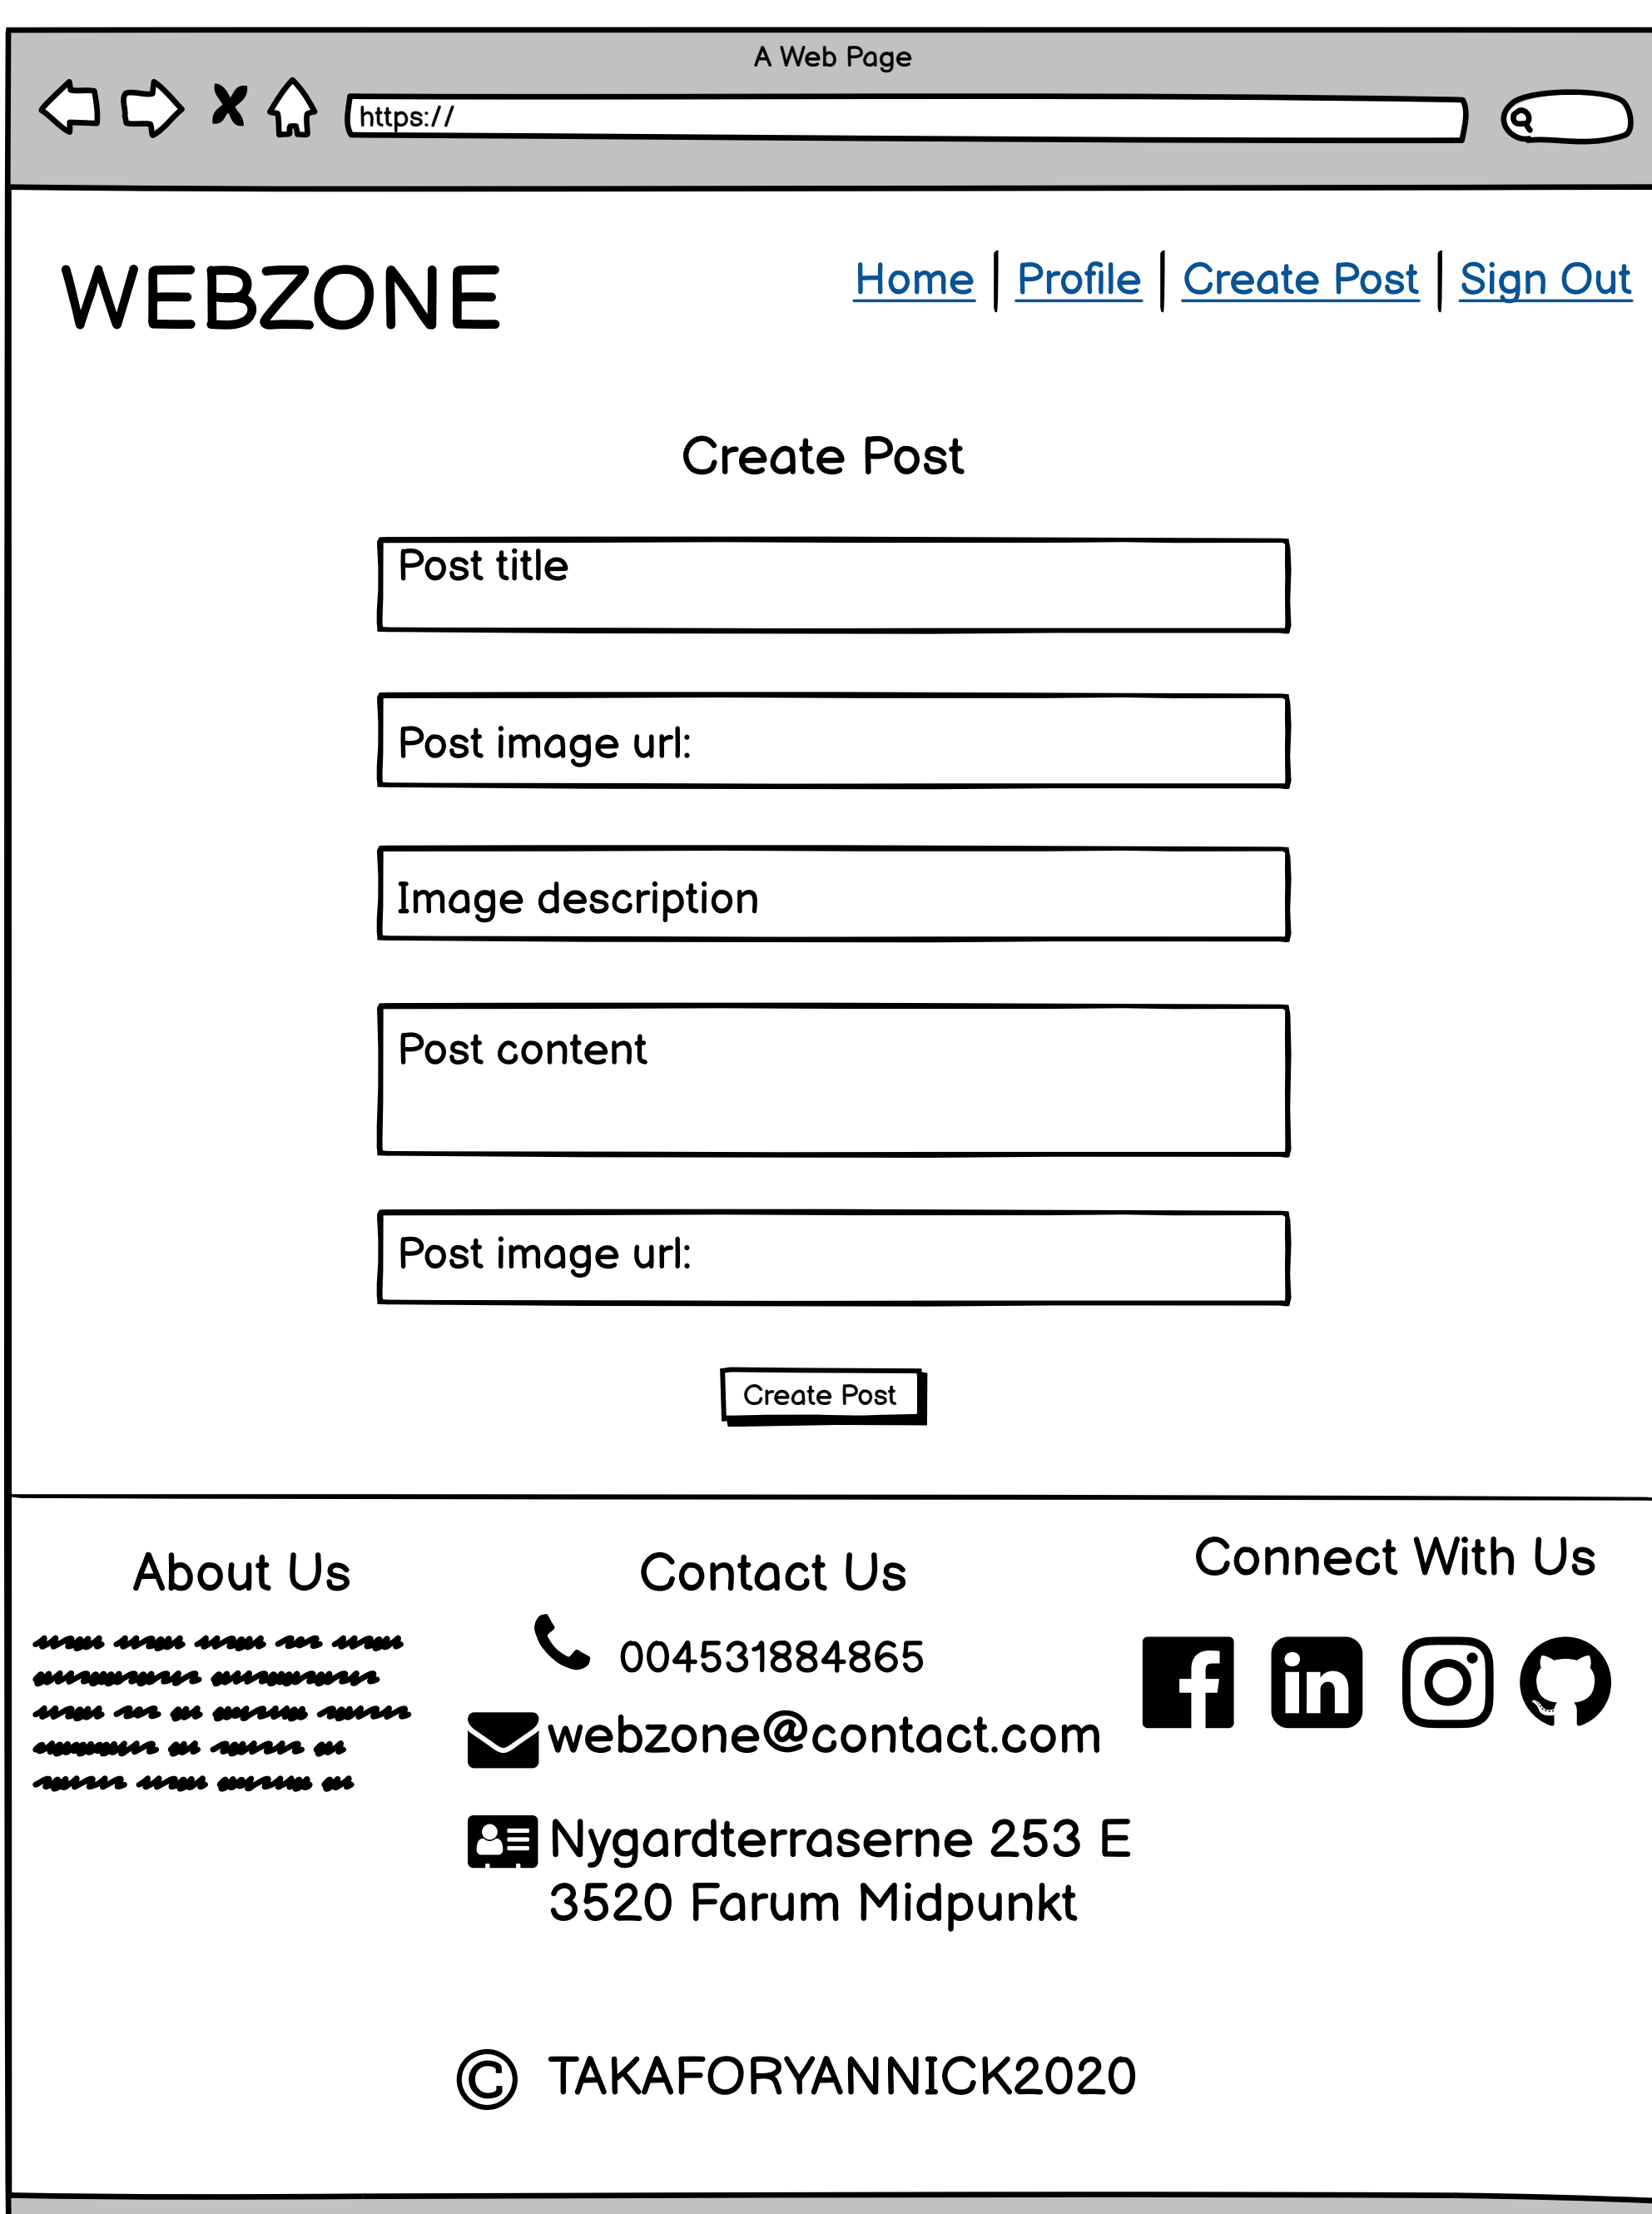 A Web Page
https://
WEBZONE
Home | Profile | Create Post | Sign Out
Create Post
Post title
Post image url:
Image description
Post content
Post image url:
Create Post
About Us
Contact Us
004531884865
webzone@contact.com
Nygardterraserne 253 E
3520 Farum Midpunkt
Connect With Us
© TAKAFORYANNICK2020